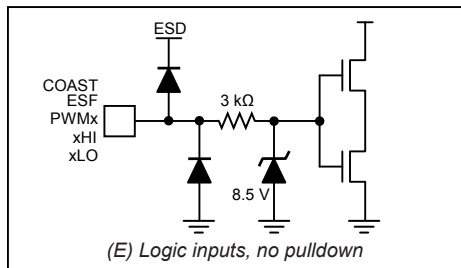 ESD
COAST
ESF
PWMx
xHI
xLO
3 kΩ
8.5 V
(E) Logic inputs, no pulldown